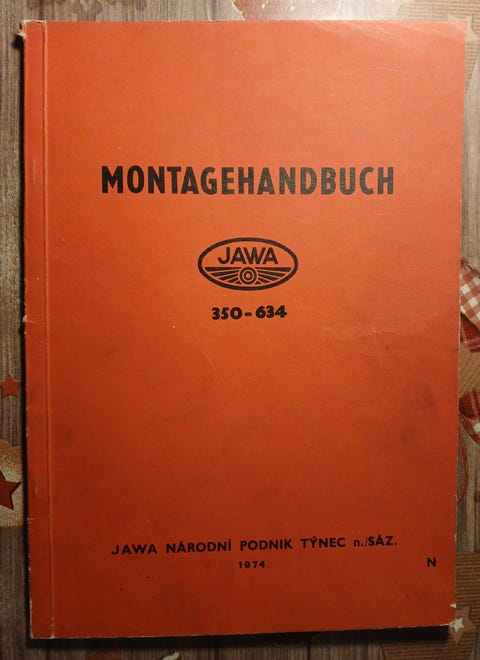 MONTAGEHANDBUCH
JAWA
350-634
JAWA NÁRODNÍ PODNIK TÝNEC n./SÁZ.
1974
N